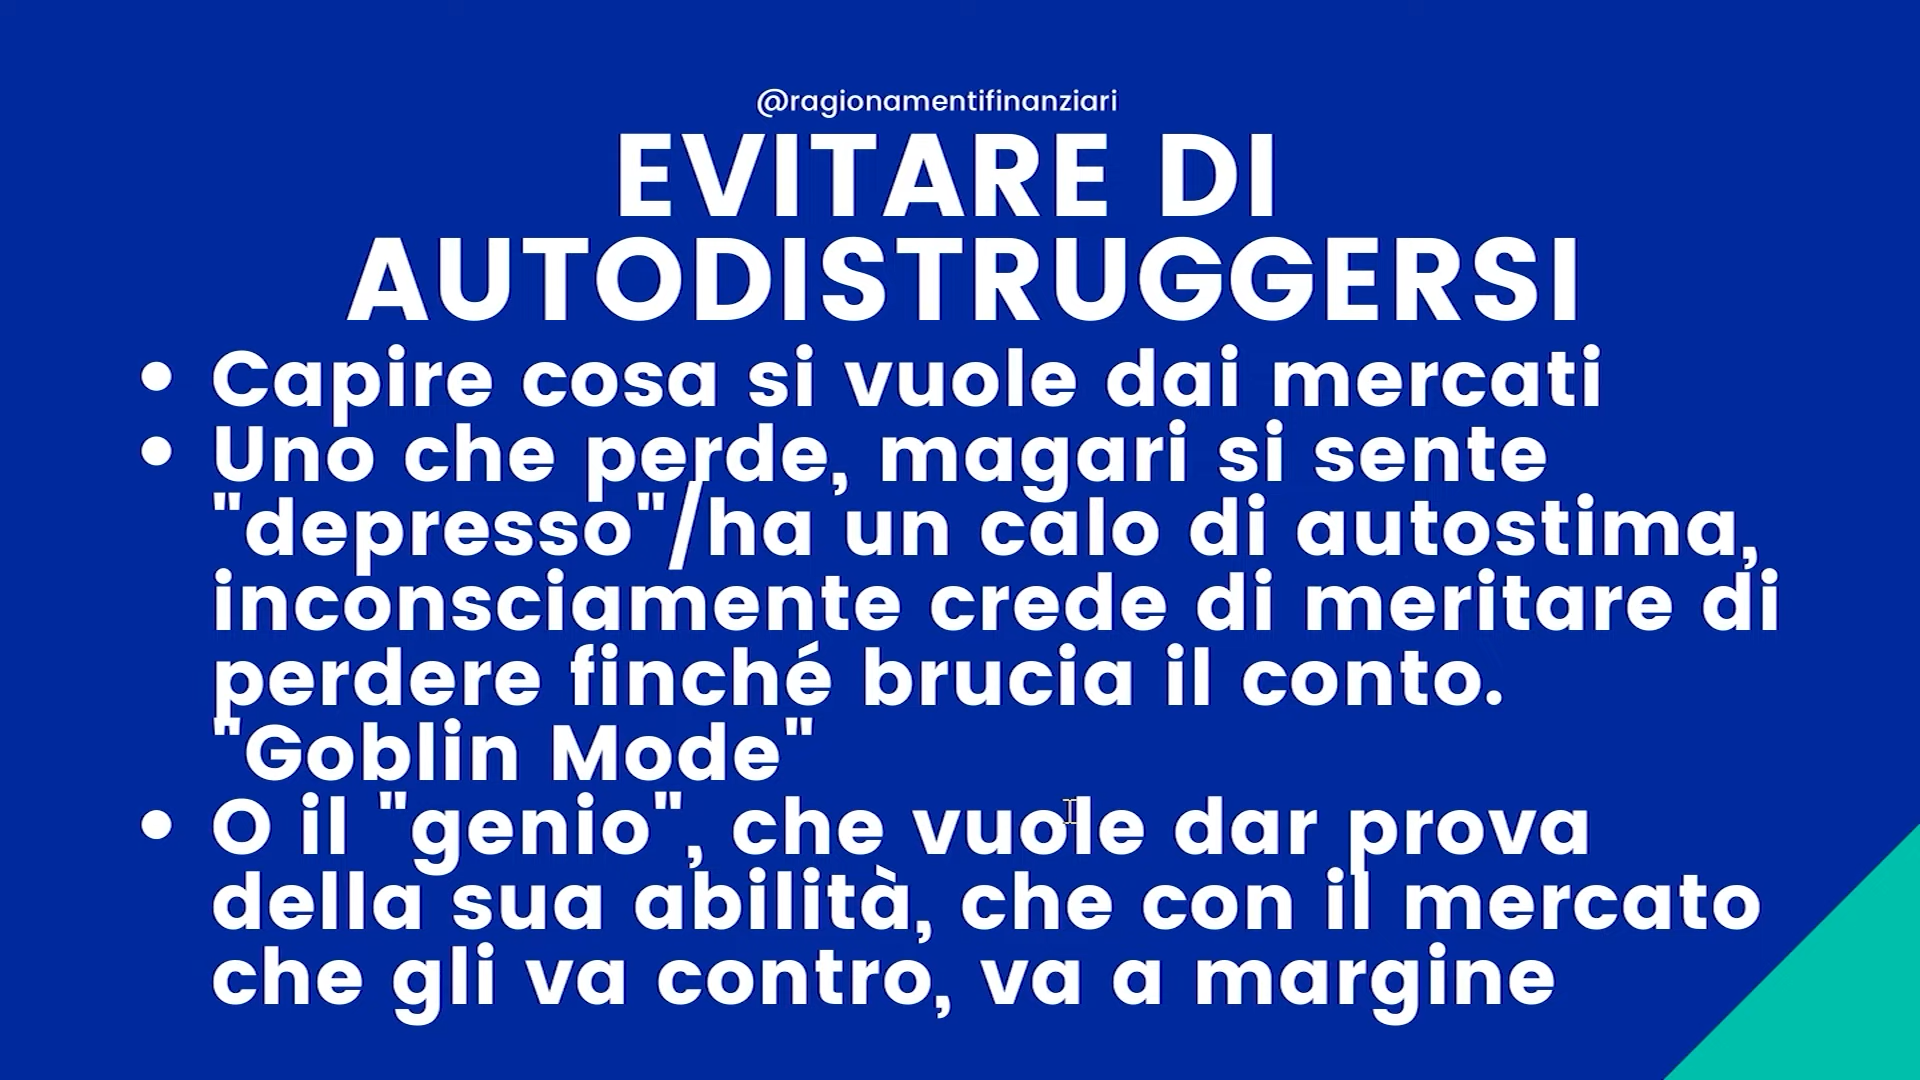 @ragionamentifinanziari
EVITARE DI
AUTODISTRUGGERSI
• Capire cosa si vuole dai mercati
• Uno che perde, magari si sente
"depresso"/ha un calo di autostima,
inconsciamente crede di meritare di
perdere finché brucia il conto.
"Goblin Mode"
• O il "genio", che vuole dar prova
della sua abilità, che con il mercato
che gli va contro, va a margine